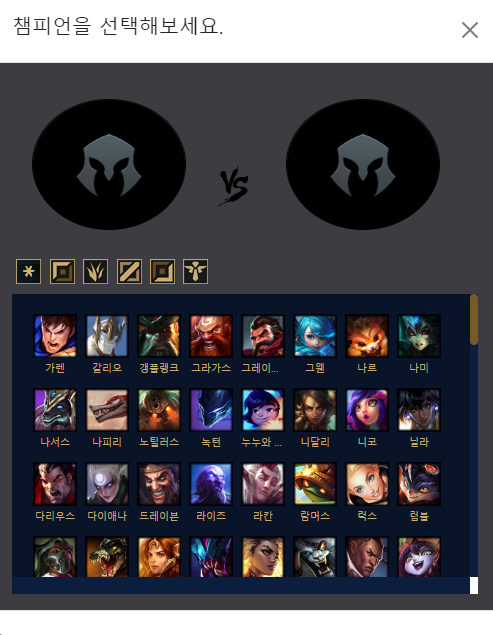 챔피언을 선택해보세요.
VS
가렌 갈리오 갱플랭크 그라가스 그레이... 그웬 나르 나미
나서스 나피리 노틸러스 녹턴 누누와 ... 니달리 니코 닐라
다리우스 다이애나 드레이븐 라이즈 라칸 람머스 럭스 럼블